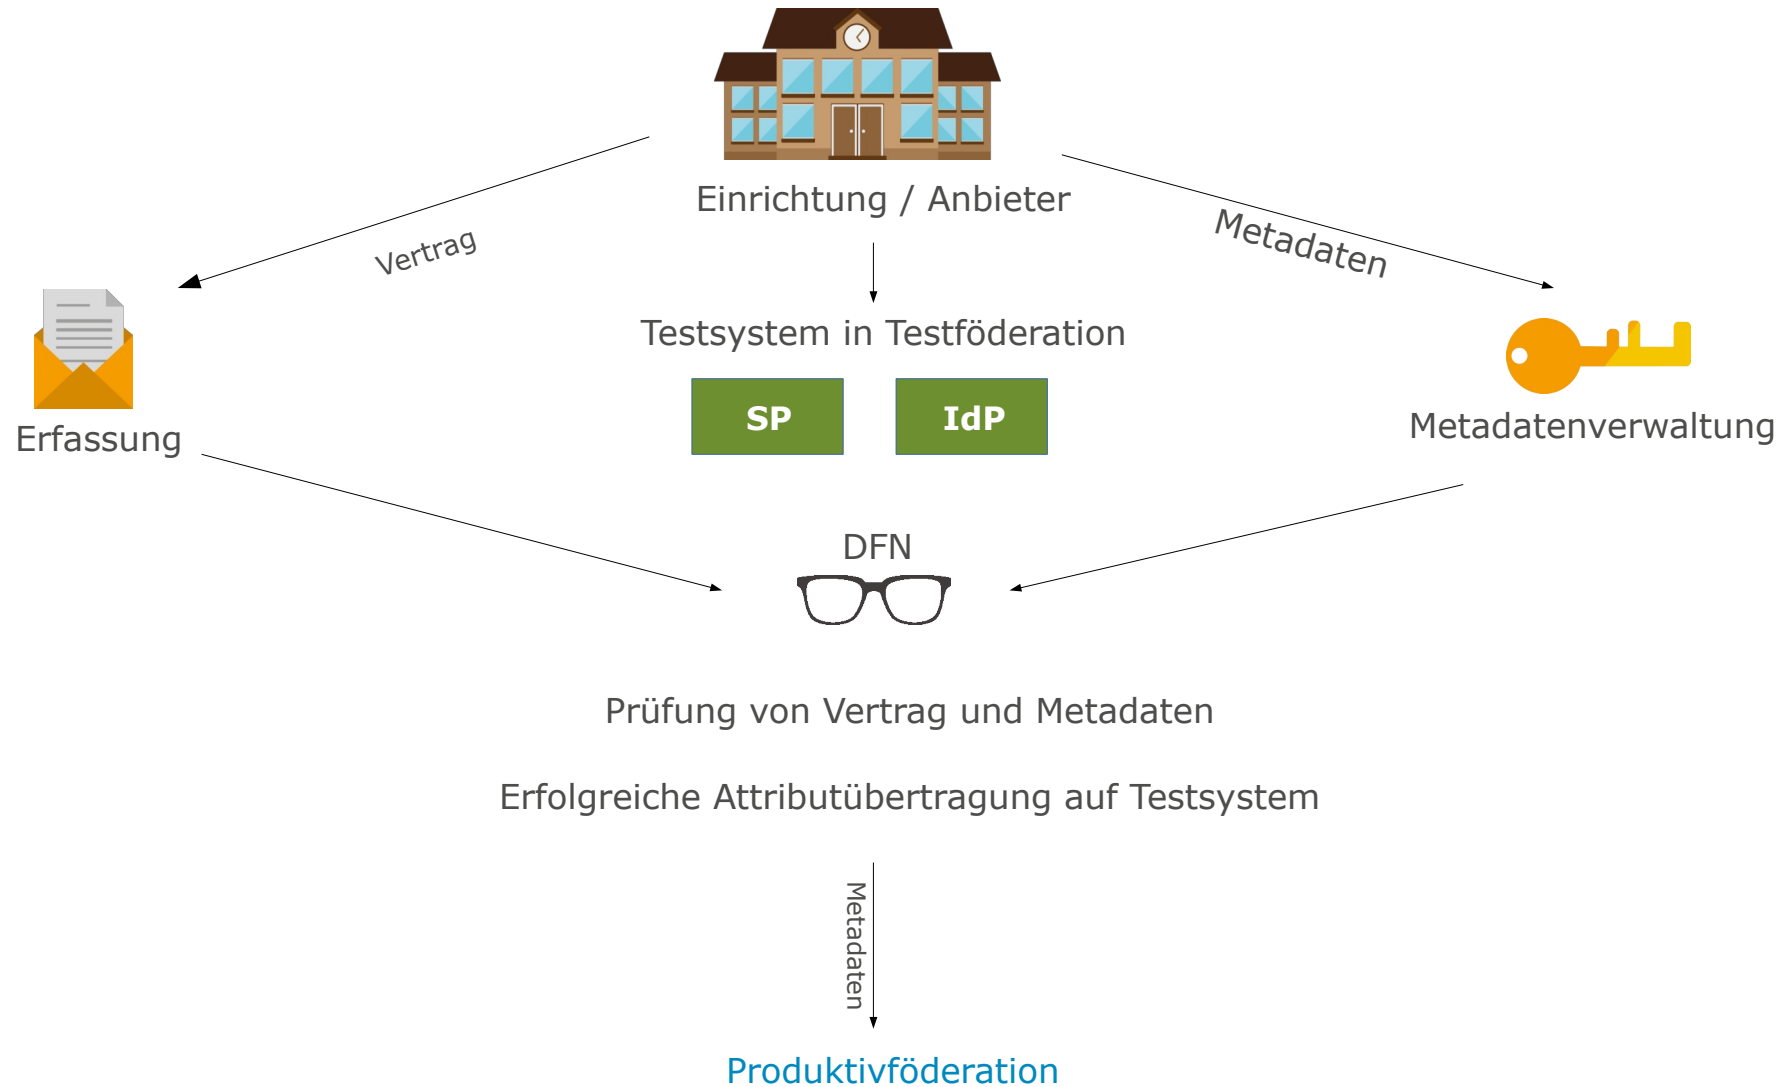 Einrichtung / Anbieter
Vertrag
Metadaten
Testsystem in Testföderation
SP
IdP
Erfassung
Metadatenverwaltung
DFN
Prüfung von Vertrag und Metadaten
Erfolgreiche Attributübertragung auf Testsystem
Metadaten
Produktivföderation